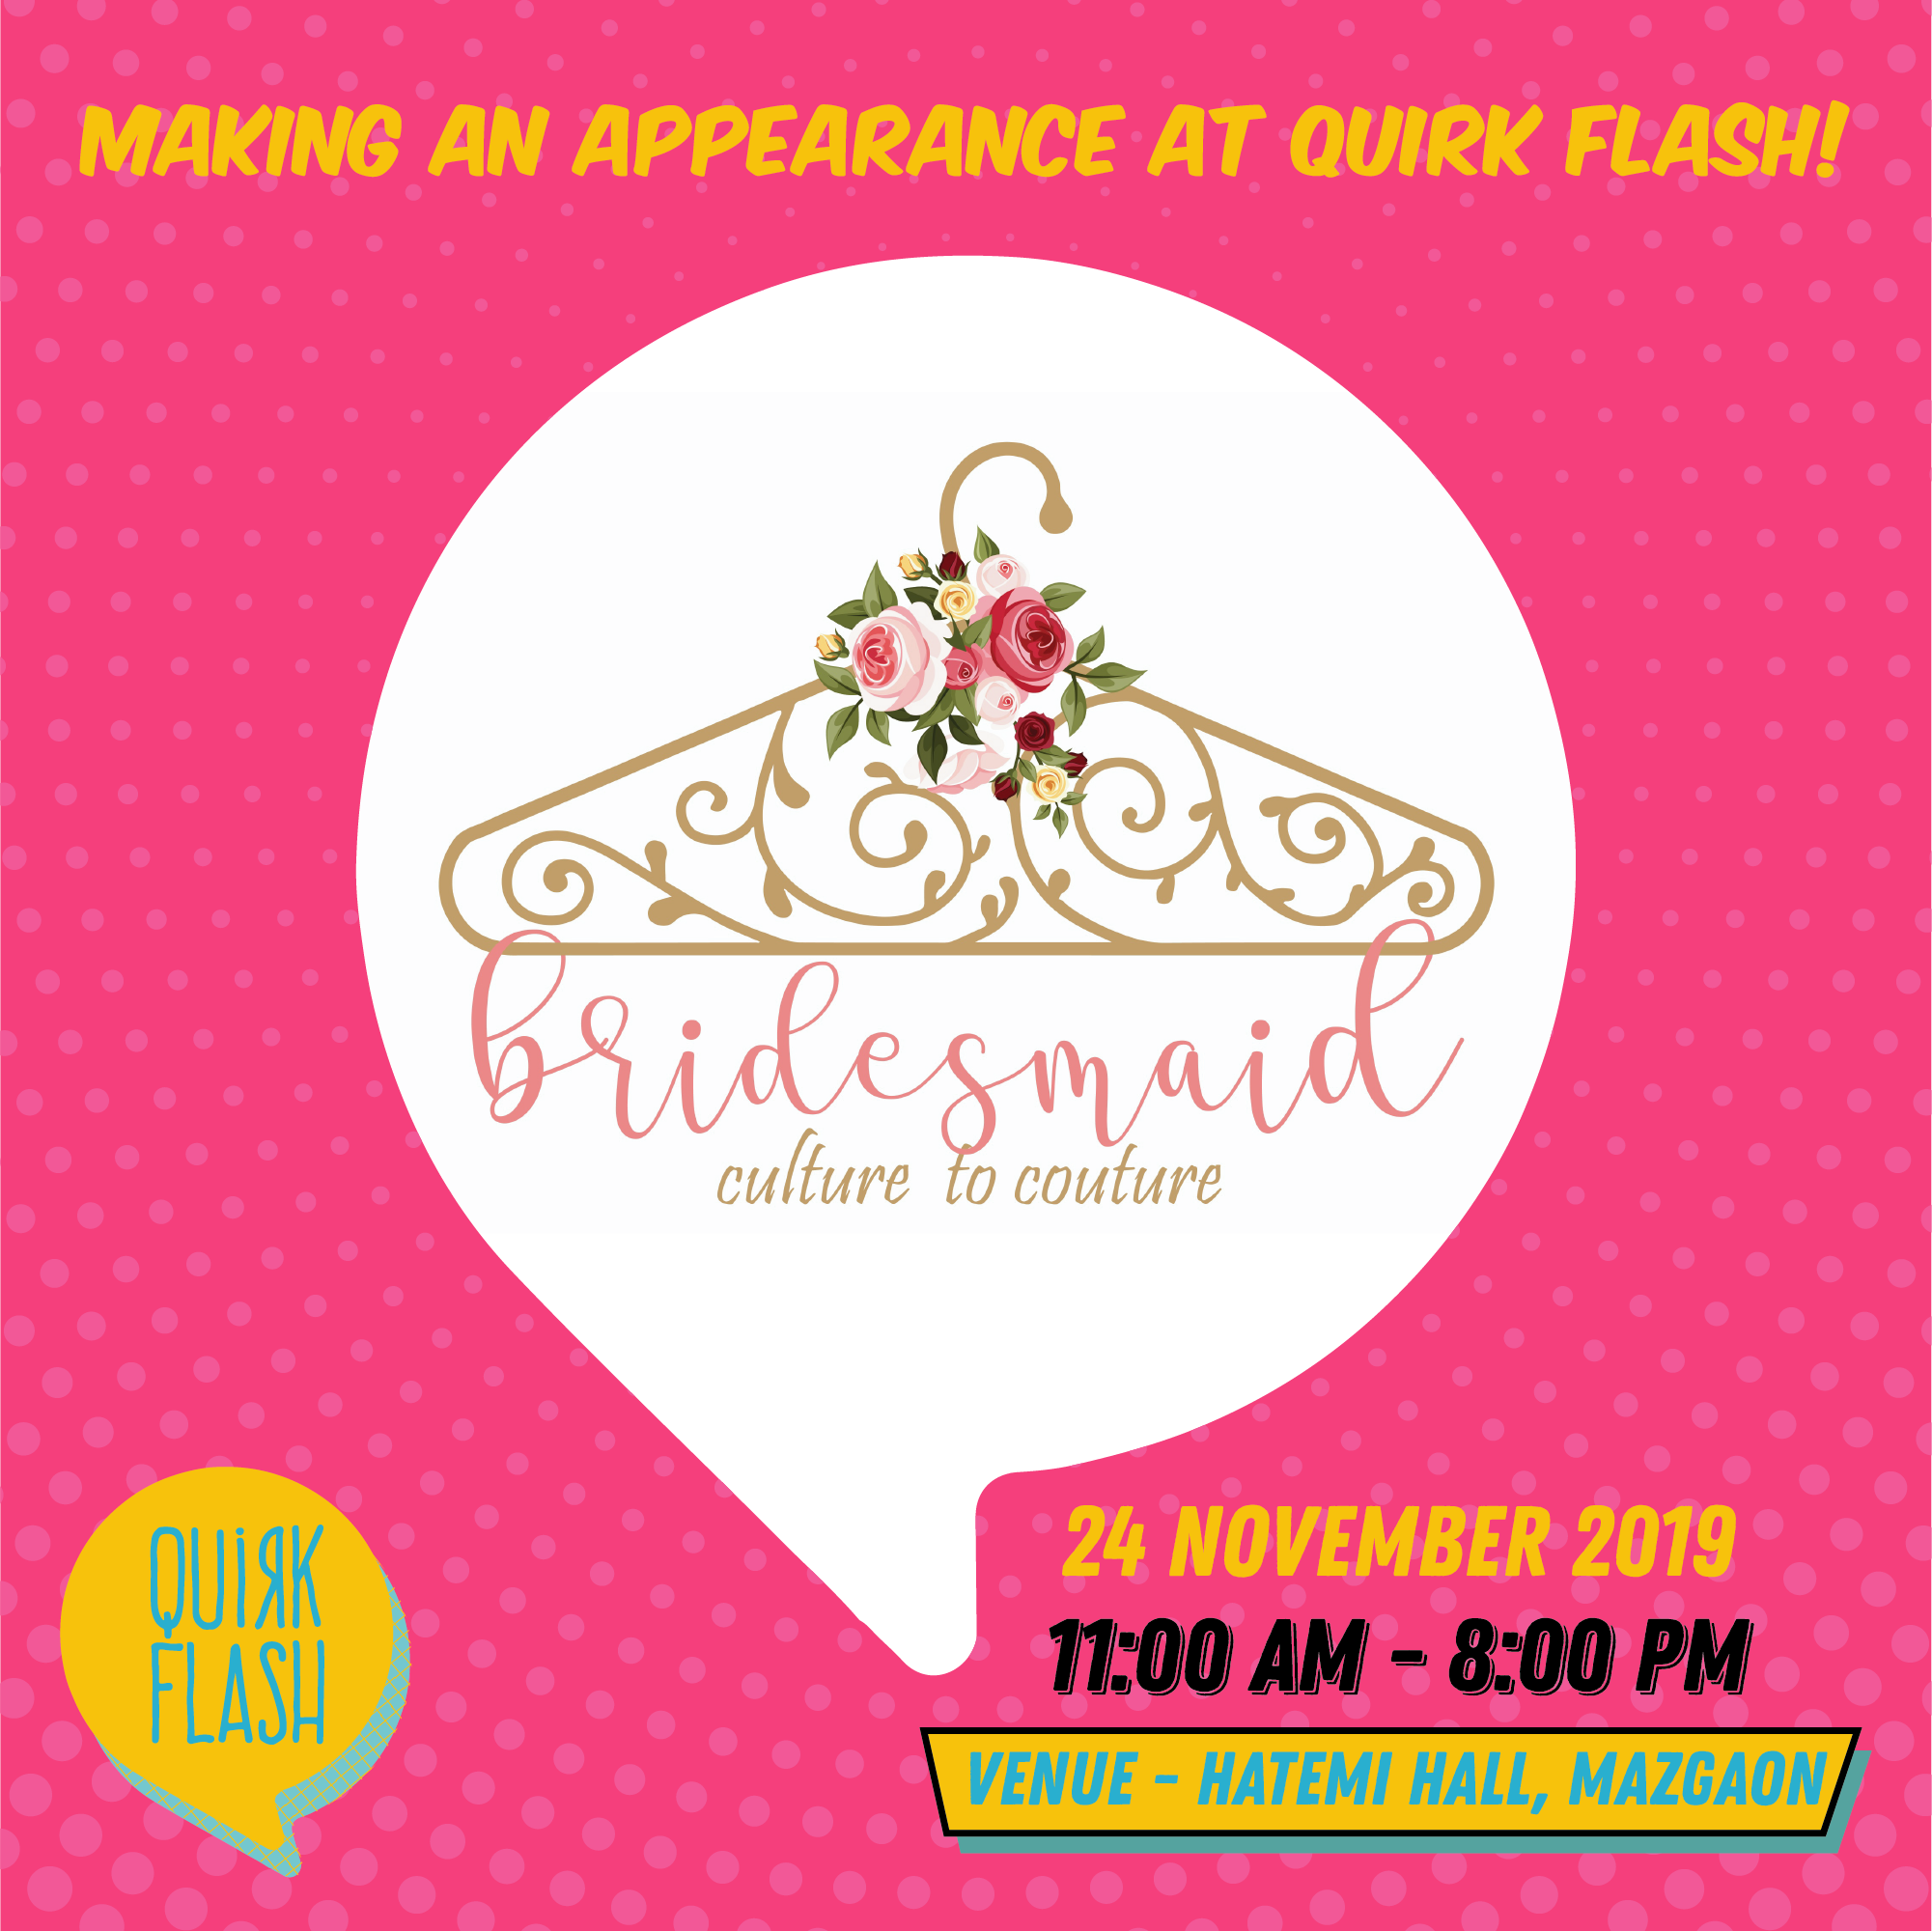 MAKING AN APPEARANCE AT QUIRK FLASH!
bridesmaid
culture to couture
QUiRK
FLASH
24 NOVEMBER 2019
11:00 AM - 8:00 PM
VENUE - HATEMI HALL, MAZGAON